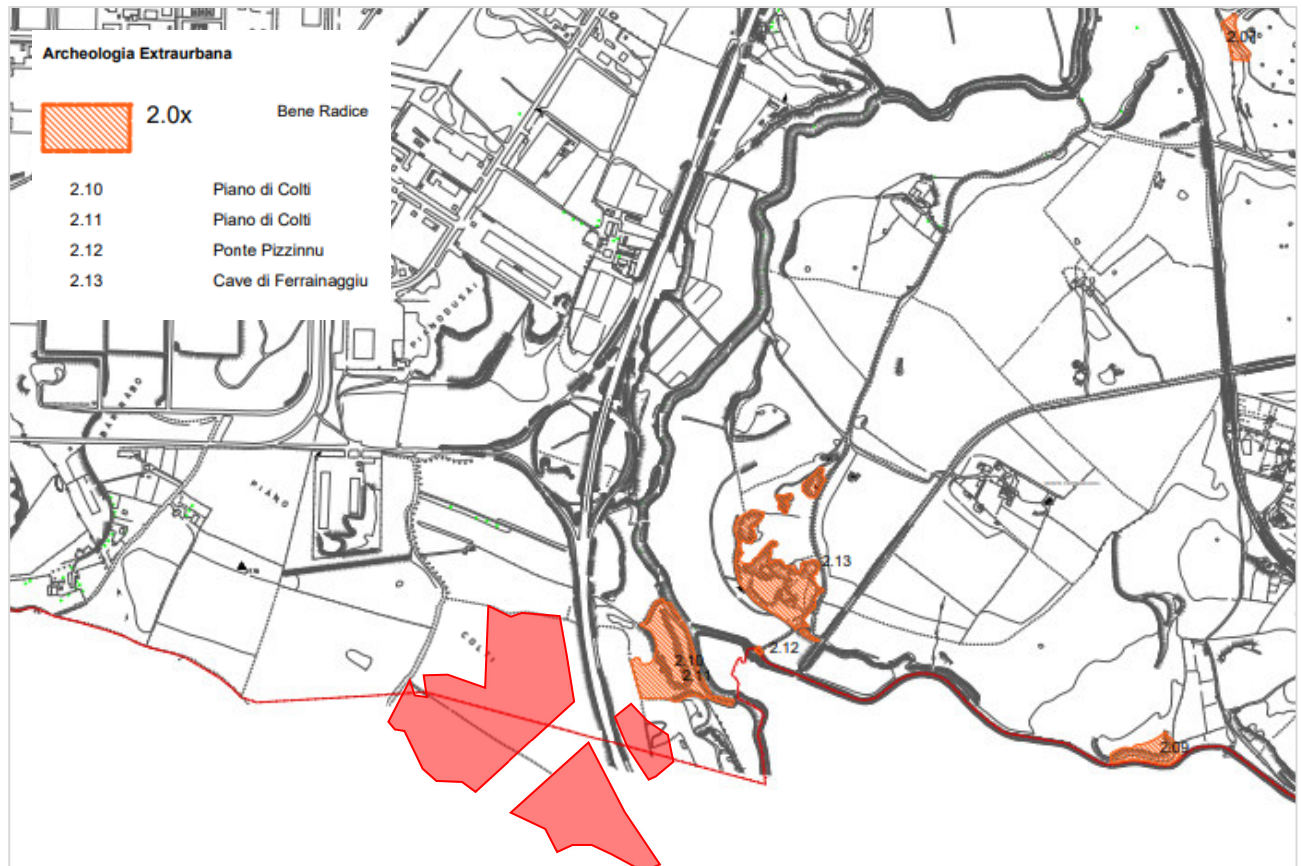 Archeologia Extraurbana
2.0x Bene Radice
2.10 Piano di Colti
2.11 Piano di Colti
2.12 Ponte Pizzinnu
2.13 Cave di Ferrainaggiu
2.07
PIANO
COLTI
2.13
2.12
2.10
2.11
2.09